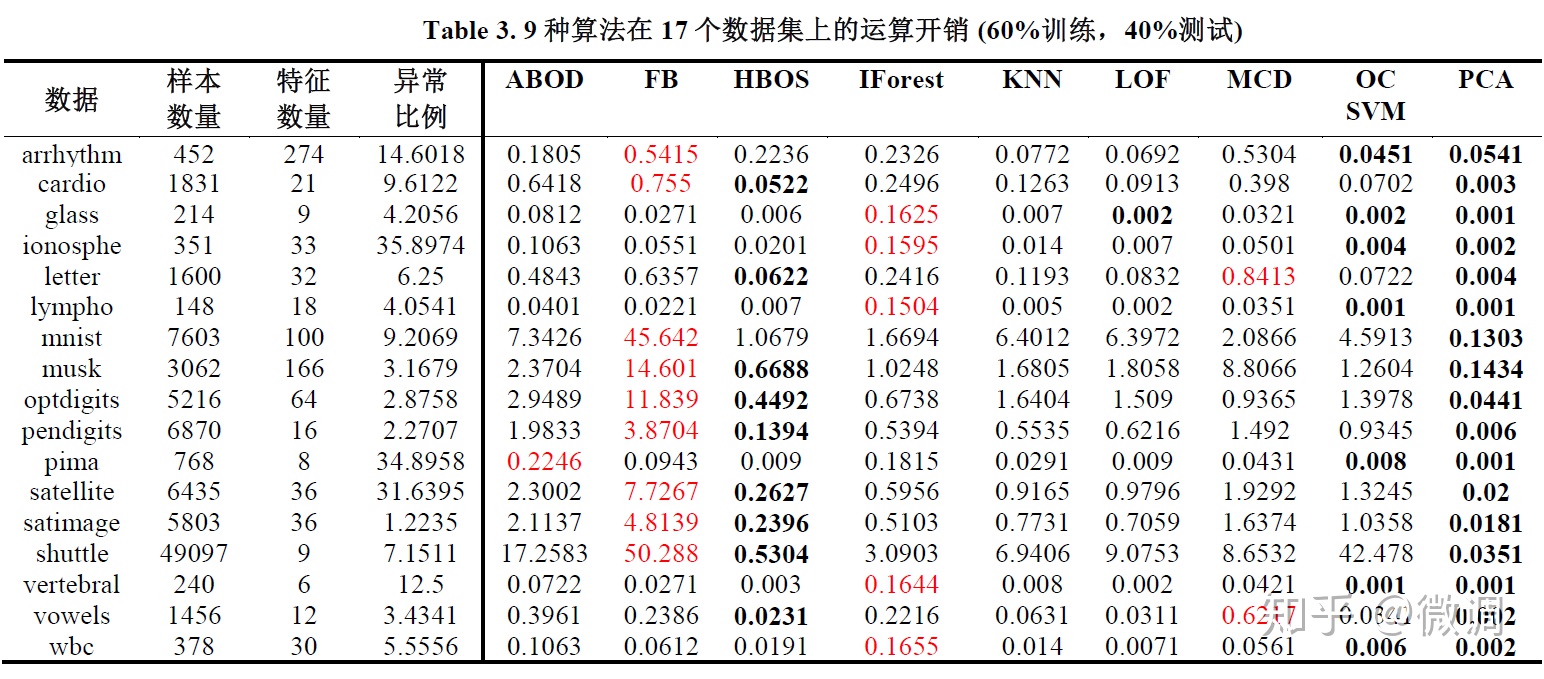 Table 3. 9 种算法在 17 个数据集上的运算开销 (60%训练，40%测试)
数据 样本数量 特征数量 异常比例 ABOD FB HBOS IForest KNN LOF MCD OC SVM PCA
arrhythm 452 274 14.6018 0.1805 0.5415 0.2236 0.2326 0.0772 0.0692 0.5304 0.0451 0.0541
cardio 1831 21 9.6122 0.6418 0.755 0.0522 0.2496 0.1263 0.0913 0.398 0.0702 0.003
glass 214 9 4.2056 0.0812 0.0271 0.006 0.1625 0.007 0.002 0.0321 0.002 0.001
ionosphe 351 33 35.8974 0.1063 0.0551 0.0201 0.1595 0.014 0.007 0.0501 0.004 0.002
letter 1600 32 6.25 0.4843 0.6357 0.0622 0.2416 0.1193 0.0832 0.8413 0.0722 0.004
lympho 148 18 4.0541 0.0401 0.0221 0.007 0.1504 0.005 0.002 0.0351 0.001 0.001
mnist 7603 100 9.2069 7.3426 45.642 1.0679 1.6694 6.4012 6.3972 2.0866 4.5913 0.1303
musk 3062 166 3.1679 2.3704 14.601 0.6688 1.0248 1.6805 1.8058 8.8066 1.2604 0.1434
optdigits 5216 64 2.8758 2.9489 11.839 0.4492 0.6738 1.6404 1.509 0.9365 1.3978 0.0441
pendigits 6870 16 2.2707 1.9833 3.8704 0.1394 0.5394 0.5535 0.6216 1.492 0.9345 0.006
pima 768 8 34.8958 0.2246 0.0943 0.009 0.1815 0.0291 0.009 0.0431 0.008 0.001
satellite 6435 36 31.6395 2.3002 7.7267 0.2627 0.5956 0.9165 0.9796 1.9292 1.3245 0.02
satimage 5803 36 1.2235 2.1137 4.8139 0.2396 0.5103 0.7731 0.7059 1.6374 1.0358 0.0181
shuttle 49097 9 7.1511 17.2583 50.288 0.5304 3.0903 6.9406 9.0753 8.6532 42.478 0.0351
vertebral 240 6 12.5 0.0722 0.0271 0.003 0.1644 0.008 0.002 0.0421 0.001 0.001
vowels 1456 12 3.4341 0.3961 0.2386 0.0231 0.2216 0.0631 0.0311 0.002
wbc 378 30 5.5556 0.1063 0.0612 0.0191 0.1655 0.014 0.0071 0.0561 0.006 0.002
知乎 @微调